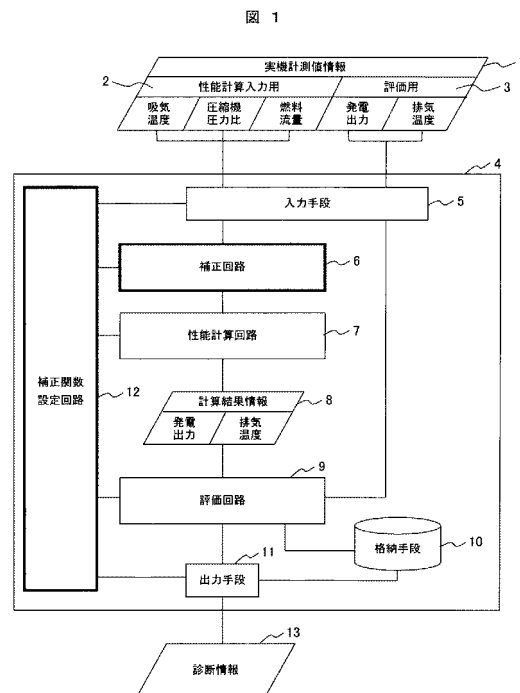 図 1
実機計測値情報
2
性能計算入力用
評価用
3
吸気
温度
圧縮機
圧力比
燃料
流量
発電
出力
排気
温度
4
入力手段
5
補正回路
6
性能計算回路
7
補正関数
設定回路
12
計算結果情報
8
発電
出力
排気
温度
9
評価回路
格納手段
10
11
出力手段
13
診断情報